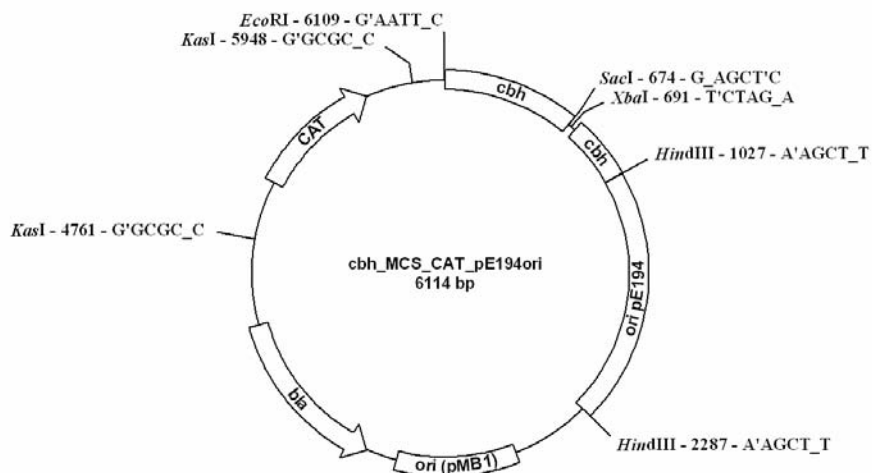 EcoRI - 6109 - G'AATT_C
KasI - 5948 - G'GCGC_C
cbh
SacI - 674 - G_AGCT'C
XbaI - 691 - T'CTAG_A
CAT
cbh
HindIII - 1027 - A'AGCT_T
KasI - 4761 - G'GCGC_C
cbh_MCS_CAT_pE194ori
6114 bp
ori pE194
bla
HindIII - 2287 - A'AGCT_T
ori (pMB1)